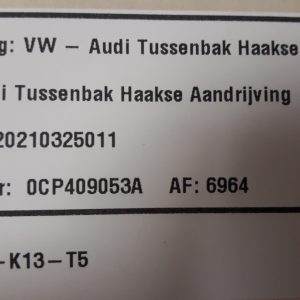 g: VW – Audi Tussenbak Haakse
i Tussenbak Haakse Aandrijving
20210325011
r: 0CP409053A AF: 6964
-K13-T5